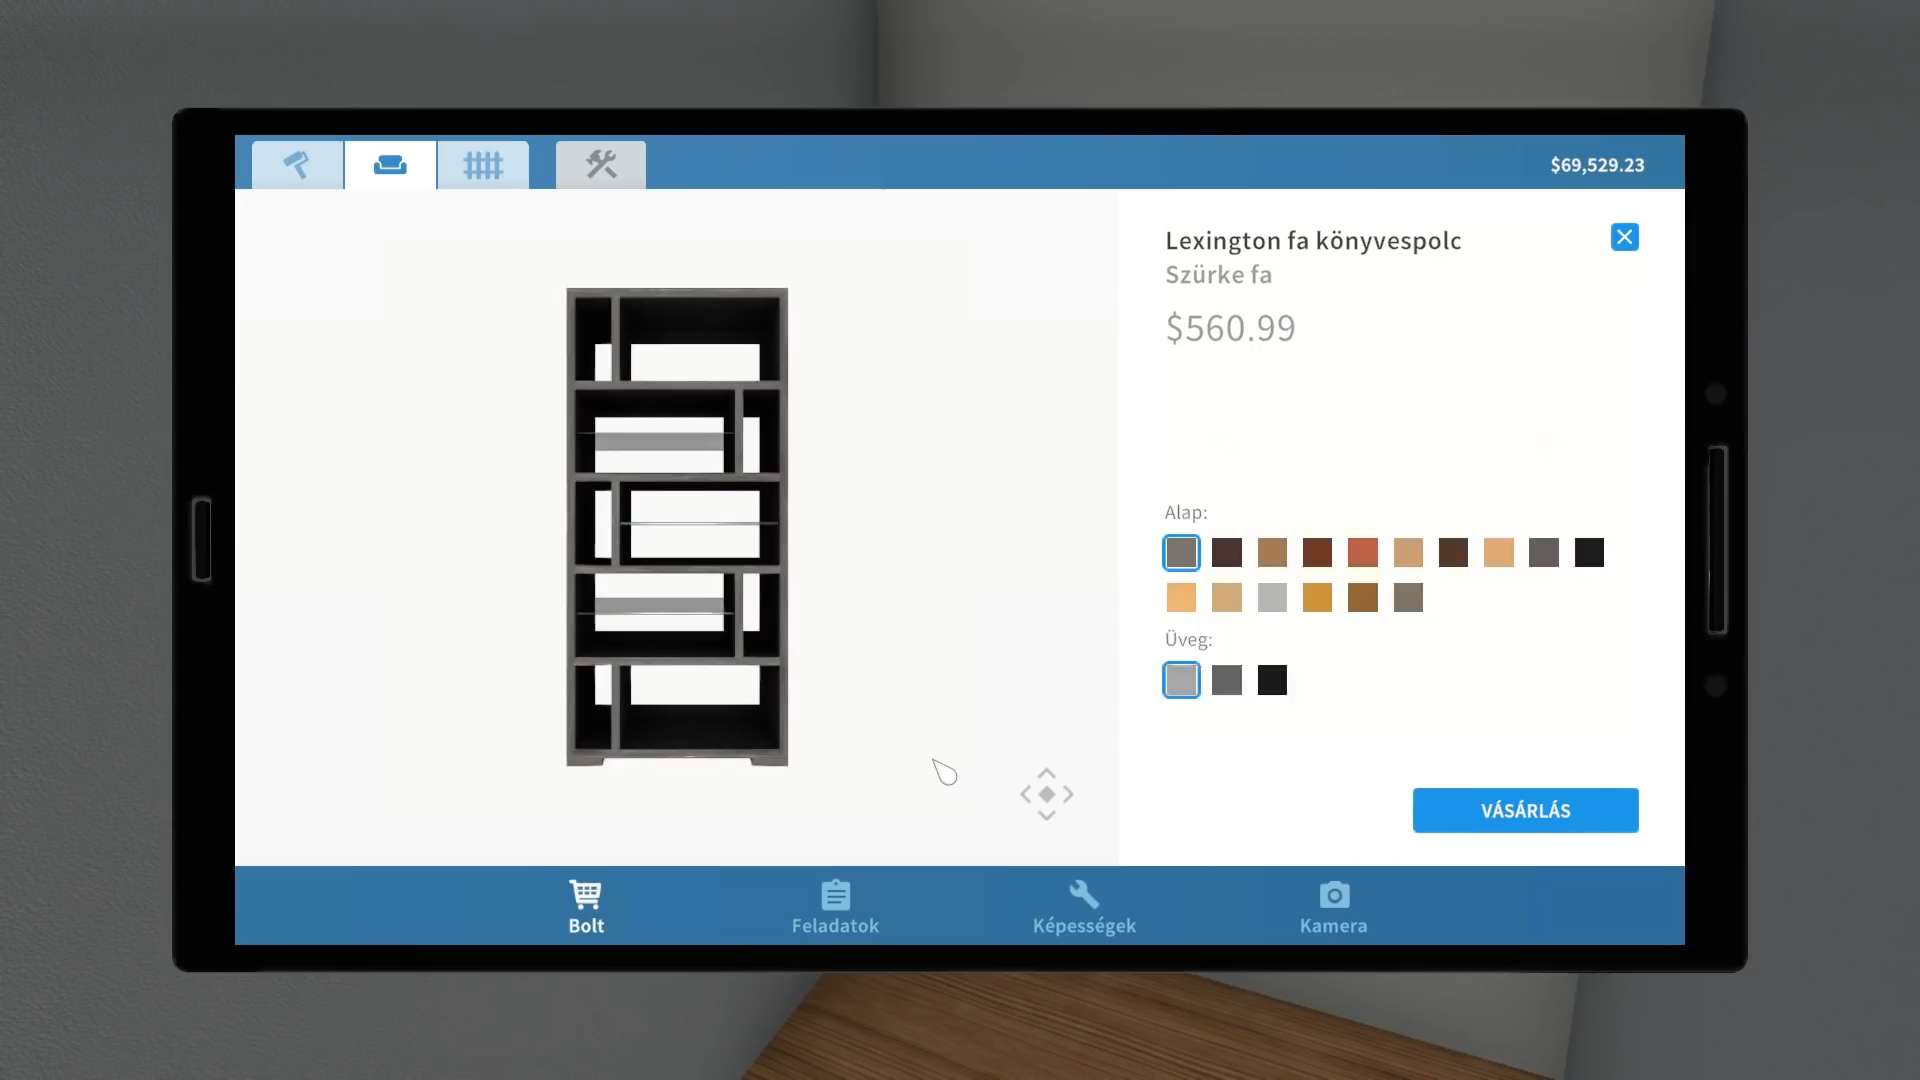 $69,529.23
Lexington fa könyvespolc
Szürke fa
$560.99
Alap:
Üveg:
VÁSÁRLÁS
Bolt
Feladatok
Képességek
Kamera